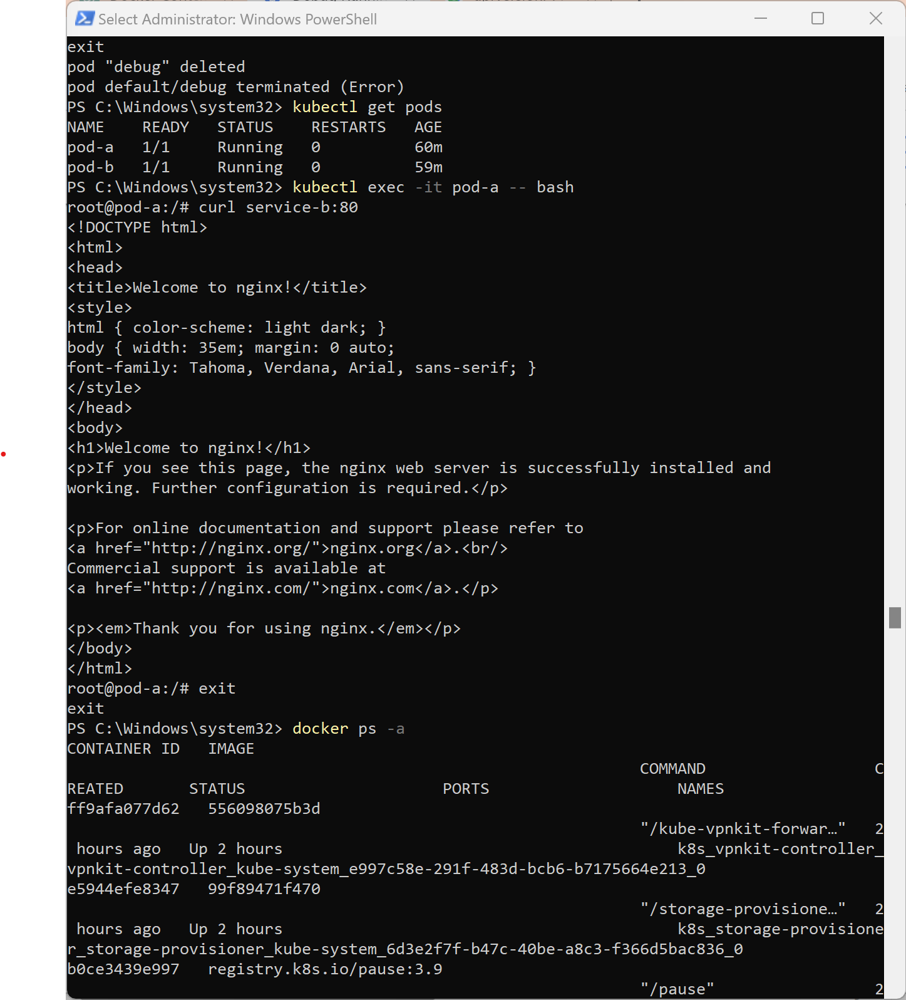 Select Administrator: Windows PowerShell
exit
pod "debug" deleted
pod default/debug terminated (Error)
PS C:\Windows\system32> kubectl get pods
NAME    READY   STATUS    RESTARTS   AGE
pod-a   1/1     Running   0          60m
pod-b   1/1     Running   0          59m
PS C:\Windows\system32> kubectl exec -it pod-a -- bash
root@pod-a:/# curl service-b:80
<!DOCTYPE html>
<html>
<head>
<title>Welcome to nginx!</title>
<style>
html { color-scheme: light dark; }
body { width: 35em; margin: 0 auto;
font-family: Tahoma, Verdana, Arial, sans-serif; }
</style>
</head>
<body>
<h1>Welcome to nginx!</h1>
<p>If you see this page, the nginx web server is successfully installed and
working. Further configuration is required.</p>
<p>For online documentation and support please refer to
<a href="http://nginx.org/">nginx.org</a>.<br/>
Commercial support is available at
<a href="http://nginx.com/">nginx.com</a>.</p>
<p><em>Thank you for using nginx.</em></p>
</body>
</html>
root@pod-a:/# exit
exit
PS C:\Windows\system32> docker ps -a
CONTAINER ID   IMAGE
COMMAND                  C
REATED       STATUS                     PORTS                    NAMES
ff9afa077d62   556098075b3d
"/kube-vpnkit-forwar…"   2
hours ago   Up 2 hours                                          k8s_vpnkit-controller_
vpnkit-controller_kube-system_e997c58e-291f-483d-bcb6-b7175664e213_0
e5944efe8347   99f89471f470
"/storage-provisione…"   2
hours ago   Up 2 hours                                          k8s_storage-provisione
r_storage-provisioner_kube-system_6d3e2f7f-b47c-40be-a8c3-f366d5bac836_0
b0ce3439e997   registry.k8s.io/pause:3.9
"/pause"                 2